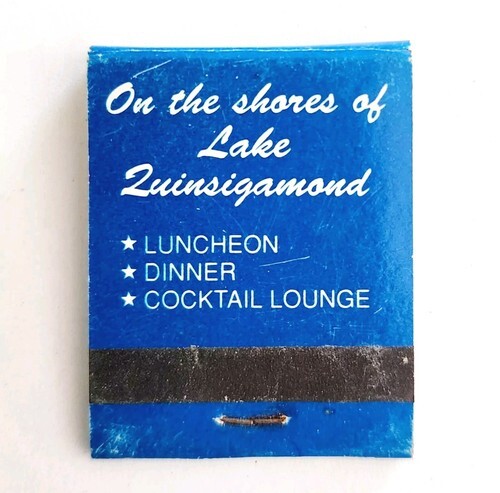 On the shores of
Lake
Quinsigamond
★ LUNCHEON
★ DINNER
★ COCKTAIL LOUNGE